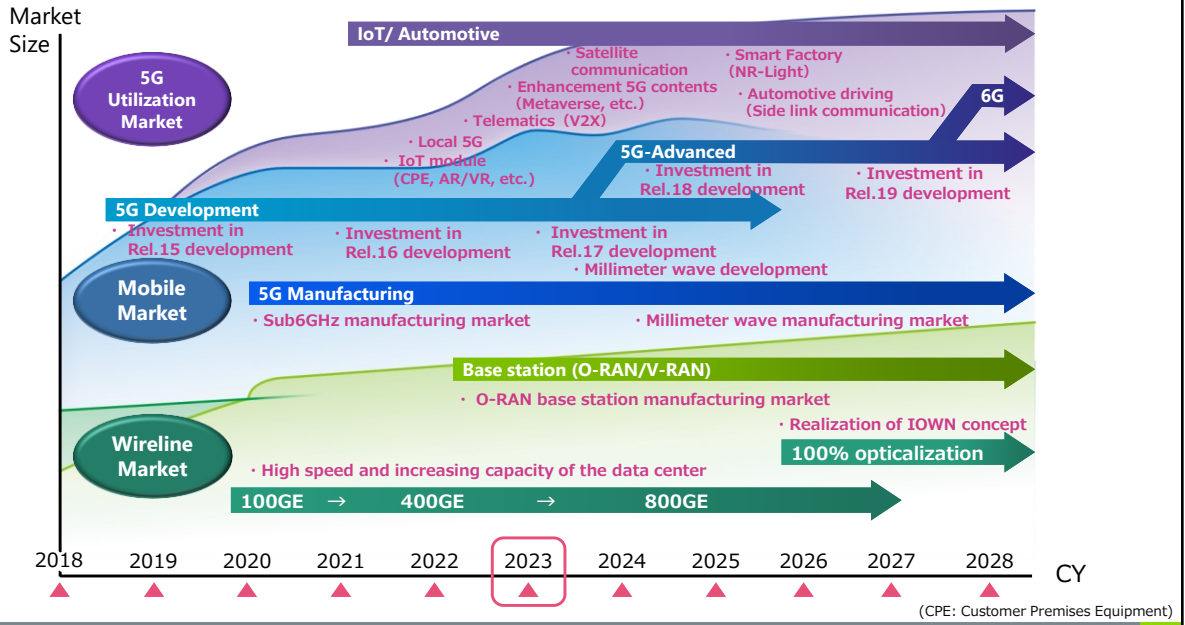 Market
Size
IoT/ Automotive
・Satellite
communication
・Smart Factory
(NR-Light)
5G
Utilization
Market
・Enhancement 5G contents
(Metaverse, etc.)
・Automotive driving
(Side link communication)
6G
・Telematics (V2X)
・Local 5G
・IoT module
(CPE, AR/VR, etc.)
5G-Advanced
・Investment in
Rel.18 development
・Investment in
Rel.19 development
5G Development
・Investment in
Rel.15 development
・Investment in
Rel.16 development
・Investment in
Rel.17 development
・Millimeter wave development
Mobile
Market
5G Manufacturing
・Sub6GHz manufacturing market
・Millimeter wave manufacturing market
Base station (O-RAN/V-RAN)
・O-RAN base station manufacturing market
・Realization of IOWN concept
100% opticalization
Wireline
Market
・High speed and increasing capacity of the data center
100GE → 400GE → 800GE
2018 2019 2020 2021 2022 2023 2024 2025 2026 2027 2028
CY
(CPE: Customer Premises Equipment)